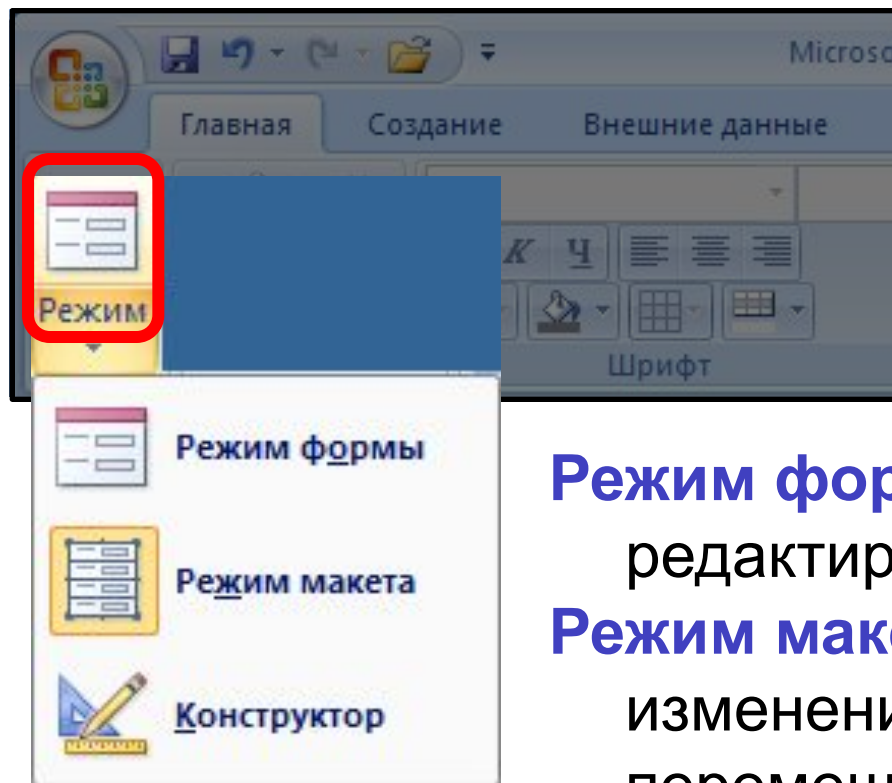 Microso
Главная Создание Внешние данные
Режим
К Ч
Шрифт
Режим формы
Режим макета
Конструктор
Режим фор
редактир
Режим мак
изменени